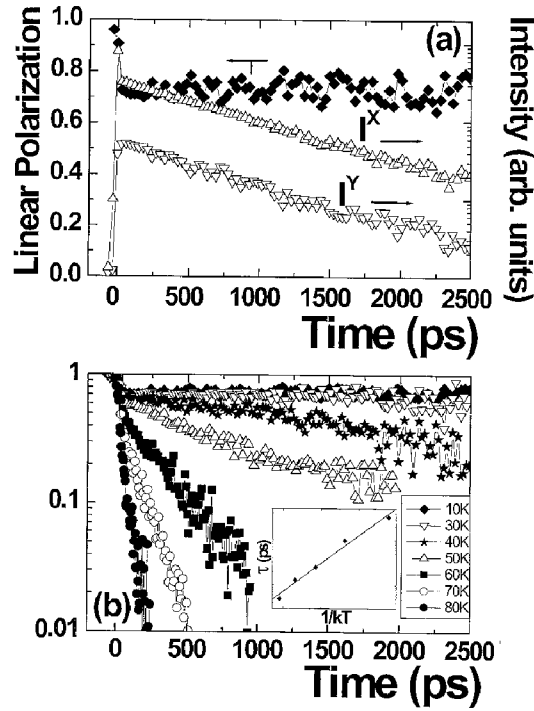 (a)
Linear Polarization
Intensity (arb. units)
1.0
0.8
0.6
0.4
0.2
0.0
I^X
I^Y
0 500 1000 1500 2000 2500
Time (ps)
1
0.1
0.01
(b)
τ (ps)
1/kT
10K
30K
40K
50K
60K
70K
80K
0 500 1000 1500 2000 2500
Time (ps)